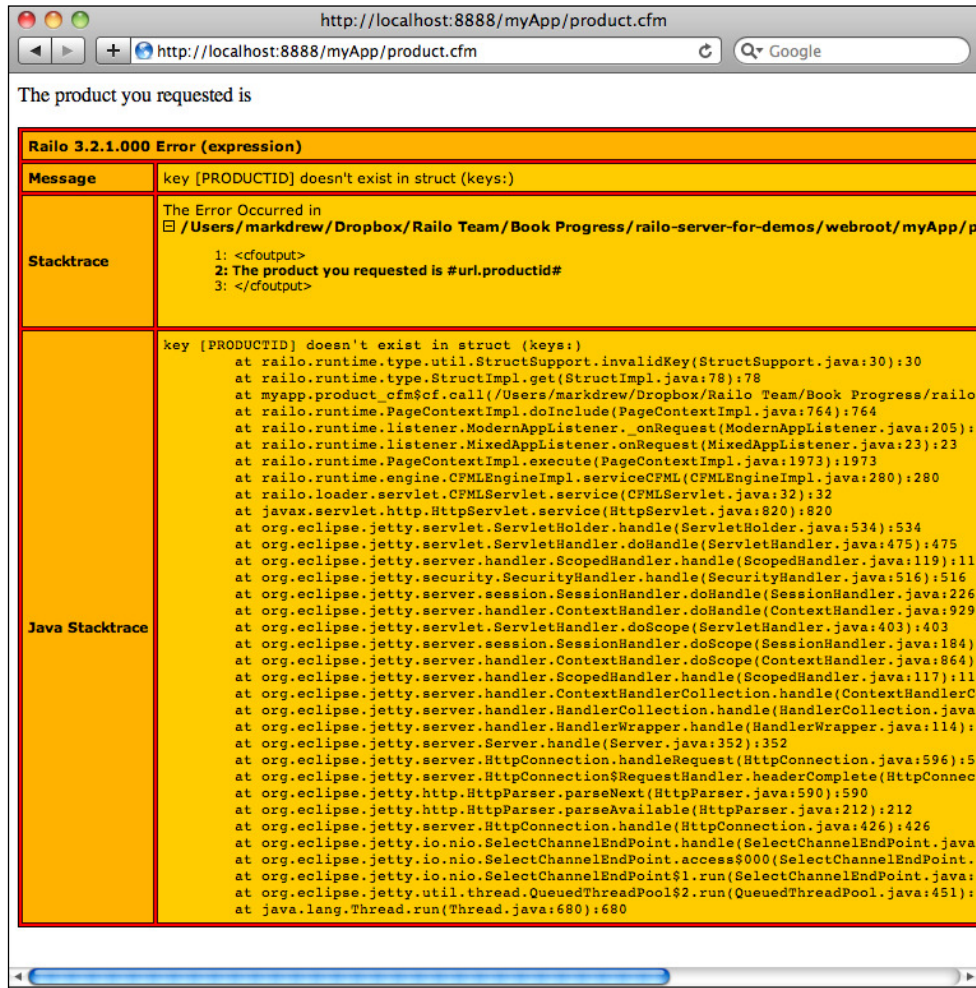 http://localhost:8888/myApp/product.cfm
http://localhost:8888/myApp/product.cfm
Google
The product you requested is
Railo 3.2.1.000 Error (expression)
Message
key [PRODUCTID] doesn't exist in struct (keys:)
Stacktrace
The Error Occurred in
/Users/markdrew/Dropbox/Railo Team/Book Progress/railo-server-for-demos/webroot/myApp/p
1: <cfoutput>
2: The product you requested is #url.productid#
3: </cfoutput>
Java Stacktrace
key [PRODUCTID] doesn't exist in struct (keys:)
at railo.runtime.type.util.StructSupport.invalidKey(StructSupport.java:30):30
at railo.runtime.type.StructImpl.get(StructImpl.java:78):78
at myapp.product_cfm$cf.call(/Users/markdrew/Dropbox/Railo Team/Book Progress/railo
at railo.runtime.PageContextImpl.doInclude(PageContextImpl.java:764):764
at railo.runtime.listener.ModernAppListener._onRequest(ModernAppListener.java:205):
at railo.runtime.listener.MixedAppListener.onRequest(MixedAppListener.java:23):23
at railo.runtime.PageContextImpl.execute(PageContextImpl.java:1973):1973
at railo.runtime.engine.CFMLEngineImpl.serviceCFML(CFMLEngineImpl.java:280):280
at railo.loader.servlet.CFMLServlet.service(CFMLServlet.java:32):32
at javax.servlet.http.HttpServlet.service(HttpServlet.java:820):820
at org.eclipse.jetty.servlet.ServletHolder.handle(ServletHolder.java:534):534
at org.eclipse.jetty.servlet.ServletHandler.doHandle(ServletHandler.java:475):475
at org.eclipse.jetty.server.handler.ScopedHandler.handle(ScopedHandler.java:119):11
at org.eclipse.jetty.security.SecurityHandler.handle(SecurityHandler.java:516):516
at org.eclipse.jetty.server.session.SessionHandler.doHandle(SessionHandler.java:226
at org.eclipse.jetty.server.handler.ContextHandler.doHandle(ContextHandler.java:929
at org.eclipse.jetty.servlet.ServletHandler.doScope(ServletHandler.java:403):403
at org.eclipse.jetty.server.session.SessionHandler.doScope(SessionHandler.java:184)
at org.eclipse.jetty.server.handler.ContextHandler.doScope(ContextHandler.java:864)
at org.eclipse.jetty.server.handler.ScopedHandler.handle(ScopedHandler.java:117):11
at org.eclipse.jetty.server.handler.ContextHandlerCollection.handle(ContextHandlerC
at org.eclipse.jetty.server.handler.HandlerCollection.handle(HandlerCollection.java
at org.eclipse.jetty.server.handler.HandlerWrapper.handle(HandlerWrapper.java:114):
at org.eclipse.jetty.server.Server.handle(Server.java:352):352
at org.eclipse.jetty.server.HttpConnection.handleRequest(HttpConnection.java:596):5
at org.eclipse.jetty.server.HttpConnection$RequestHandler.headerComplete(HttpConnec
at org.eclipse.jetty.http.HttpParser.parseNext(HttpParser.java:590):590
at org.eclipse.jetty.http.HttpParser.parseAvailable(HttpParser.java:212):212
at org.eclipse.jetty.server.HttpConnection.handle(HttpConnection.java:426):426
at org.eclipse.jetty.io.nio.SelectChannelEndPoint.handle(SelectChannelEndPoint.java
at org.eclipse.jetty.io.nio.SelectChannelEndPoint.access$000(SelectChannelEndPoint.
at org.eclipse.jetty.io.nio.SelectChannelEndPoint$1.run(SelectChannelEndPoint.java:
at org.eclipse.jetty.util.thread.QueuedThreadPool$2.run(QueuedThreadPool.java:451):
at java.lang.Thread.run(Thread.java:680):680